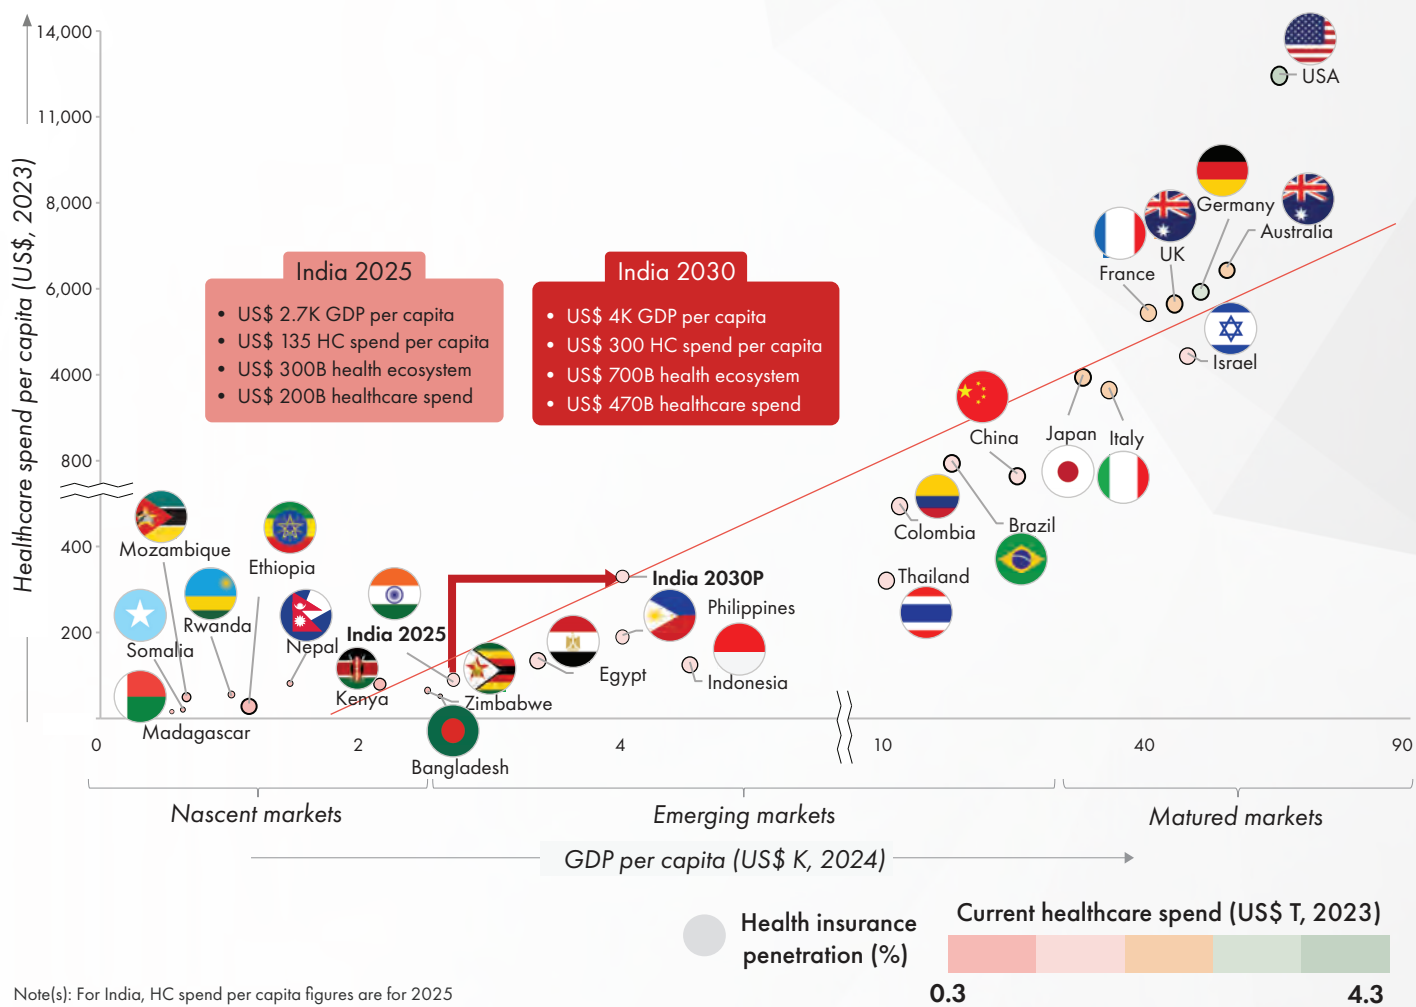 Healthcare spend per capita (US$, 2023)
14,000
11,000
8,000
6,000
4000
800
400
200
USA
Germany
Australia
UK
France
Israel
India 2025
• US$ 2.7K GDP per capita
• US$ 135 HC spend per capita
• US$ 300B health ecosystem
• US$ 200B healthcare spend
India 2030
• US$ 4K GDP per capita
• US$ 300 HC spend per capita
• US$ 700B health ecosystem
• US$ 470B healthcare spend
China
Japan
Italy
Colombia
Brazil
Thailand
Mozambique
Ethiopia
Rwanda
Somalia
Nepal
India 2025
India 2030P
Philippines
Kenya
Zimbabwe
Egypt
Indonesia
Madagascar
Bangladesh
0
2
4
10
40
90
Nascent markets
Emerging markets
Matured markets
GDP per capita (US$ K, 2024)
Health insurance
penetration (%)
Current healthcare spend (US$ T, 2023)
0.3
4.3
Note(s): For India, HC spend per capita figures are for 2025